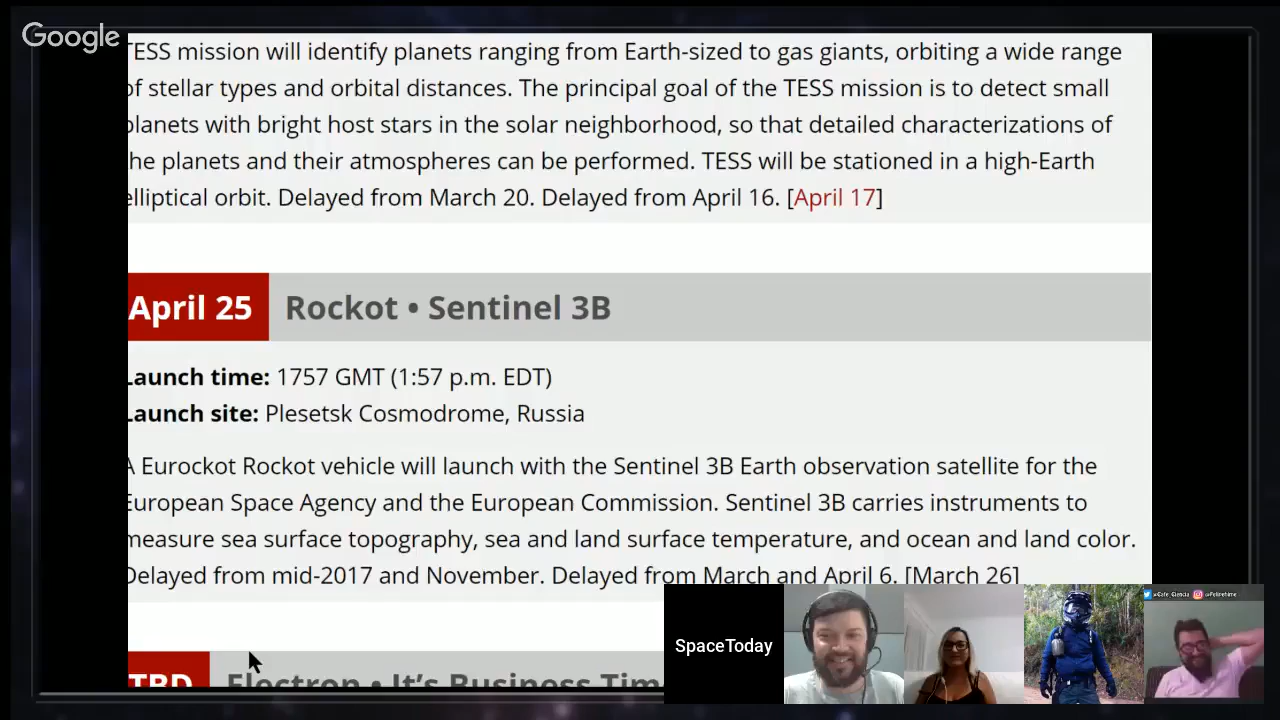 Google
TESS mission will identify planets ranging from Earth-sized to gas giants, orbiting a wide range
of stellar types and orbital distances. The principal goal of the TESS mission is to detect small
planets with bright host stars in the solar neighborhood, so that detailed characterizations of
the planets and their atmospheres can be performed. TESS will be stationed in a high-Earth
elliptical orbit. Delayed from March 20. Delayed from April 16. [April 17]
April 25 Rockot • Sentinel 3B
Launch time: 1757 GMT (1:57 p.m. EDT)
Launch site: Plesetsk Cosmodrome, Russia
A Eurockot Rockot vehicle will launch with the Sentinel 3B Earth observation satellite for the
European Space Agency and the European Commission. Sentinel 3B carries instruments to
measure sea surface topography, sea and land surface temperature, and ocean and land color.
Delayed from mid-2017 and November. Delayed from March and April 6. [March 26]
TBD Electron • It's Business Time
SpaceToday